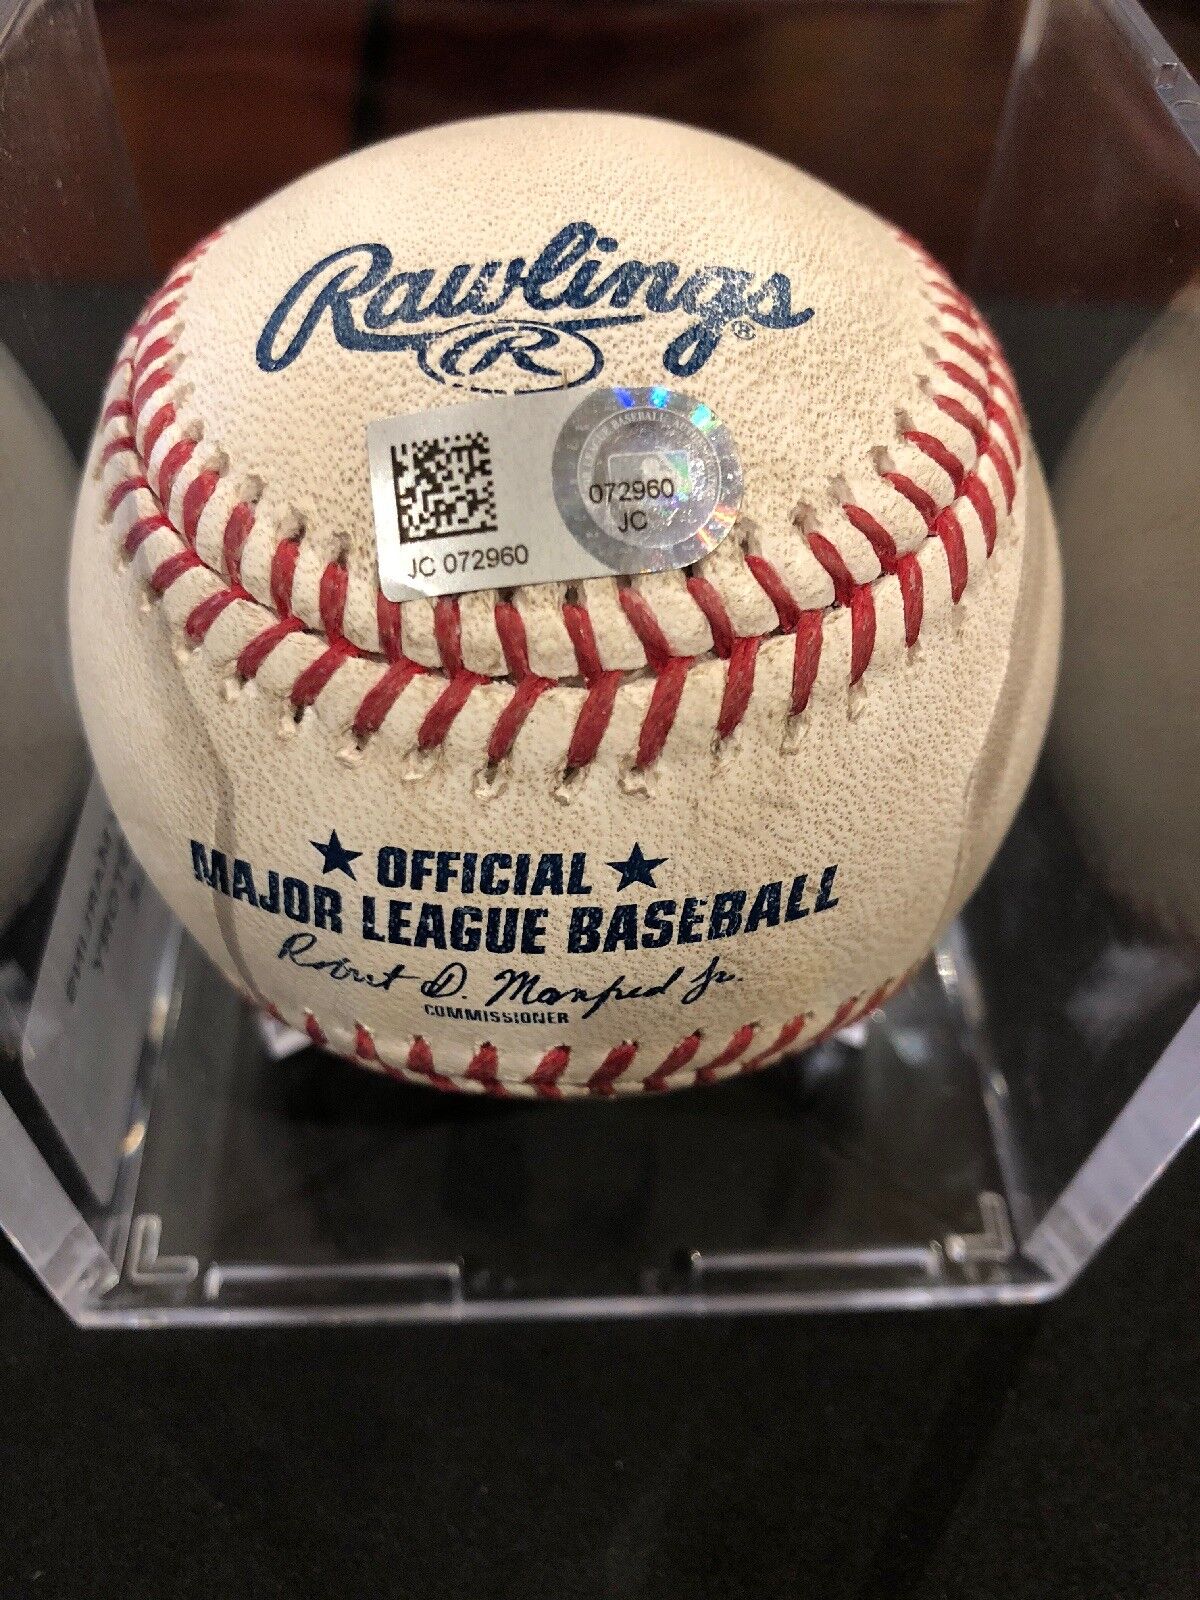 Rawlings ®
R
072960
JC
JC 072960
★ OFFICIAL ★
MAJOR LEAGUE BASEBALL
Robert D. Manfred Jr.
COMMISSIONER